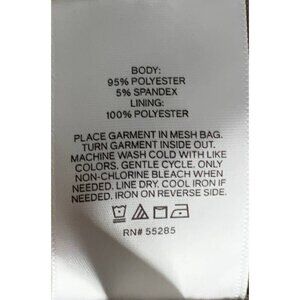 BODY:
95% POLYESTER
5% SPANDEX
LINING:
100% POLYESTER
PLACE GARMENT IN MESH BAG.
TURN GARMENT INSIDE OUT.
MACHINE WASH COLD WITH LIKE
COLORS. GENTLE CYCLE. ONLY
NON-CHLORINE BLEACH WHEN
NEEDED. LINE DRY. COOL IRON IF
NEEDED. IRON ON REVERSE SIDE.
RN# 55285